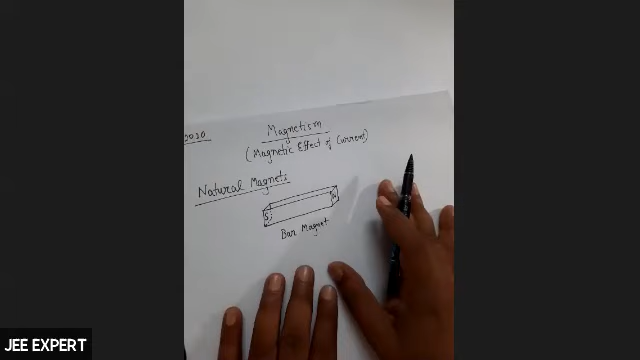 2020
Magnetism
(Magnetic Effect of Current)
Natural Magnets
S
N
Bar Magnet
JEE EXPERT